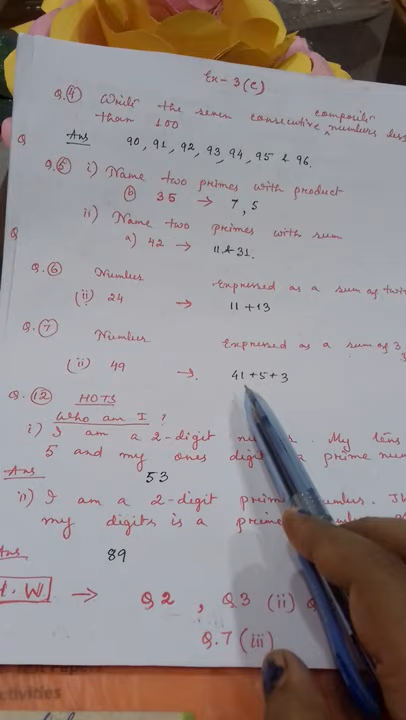 Ex-3(c)
Q.④ Write the seven consecutive composite numbers less
than 100
Ans 90, 91, 92, 93, 94, 95 & 96.
Q.⑤ i) Name two primes with product
(b) 35 → 7, 5
ii) Name two primes with sum
a) 42 → 11 & 31.
Q.⑥ Number Expressed as a sum of twin
(ii) 24 → 11 + 13
Q.⑦ Number Expressed as a sum of 3
(ii) 49 → 41 + 5 + 3
Q.⑫ HOTS
Who am I?
i) I am a 2-digit number. My tens
5 and my ones digit a prime num
Ans 53
ii) I am a 2-digit prime number.
my digits is a prime number
Ans 89
H.W → Q2, Q3 (ii)
Q.7 (iii)